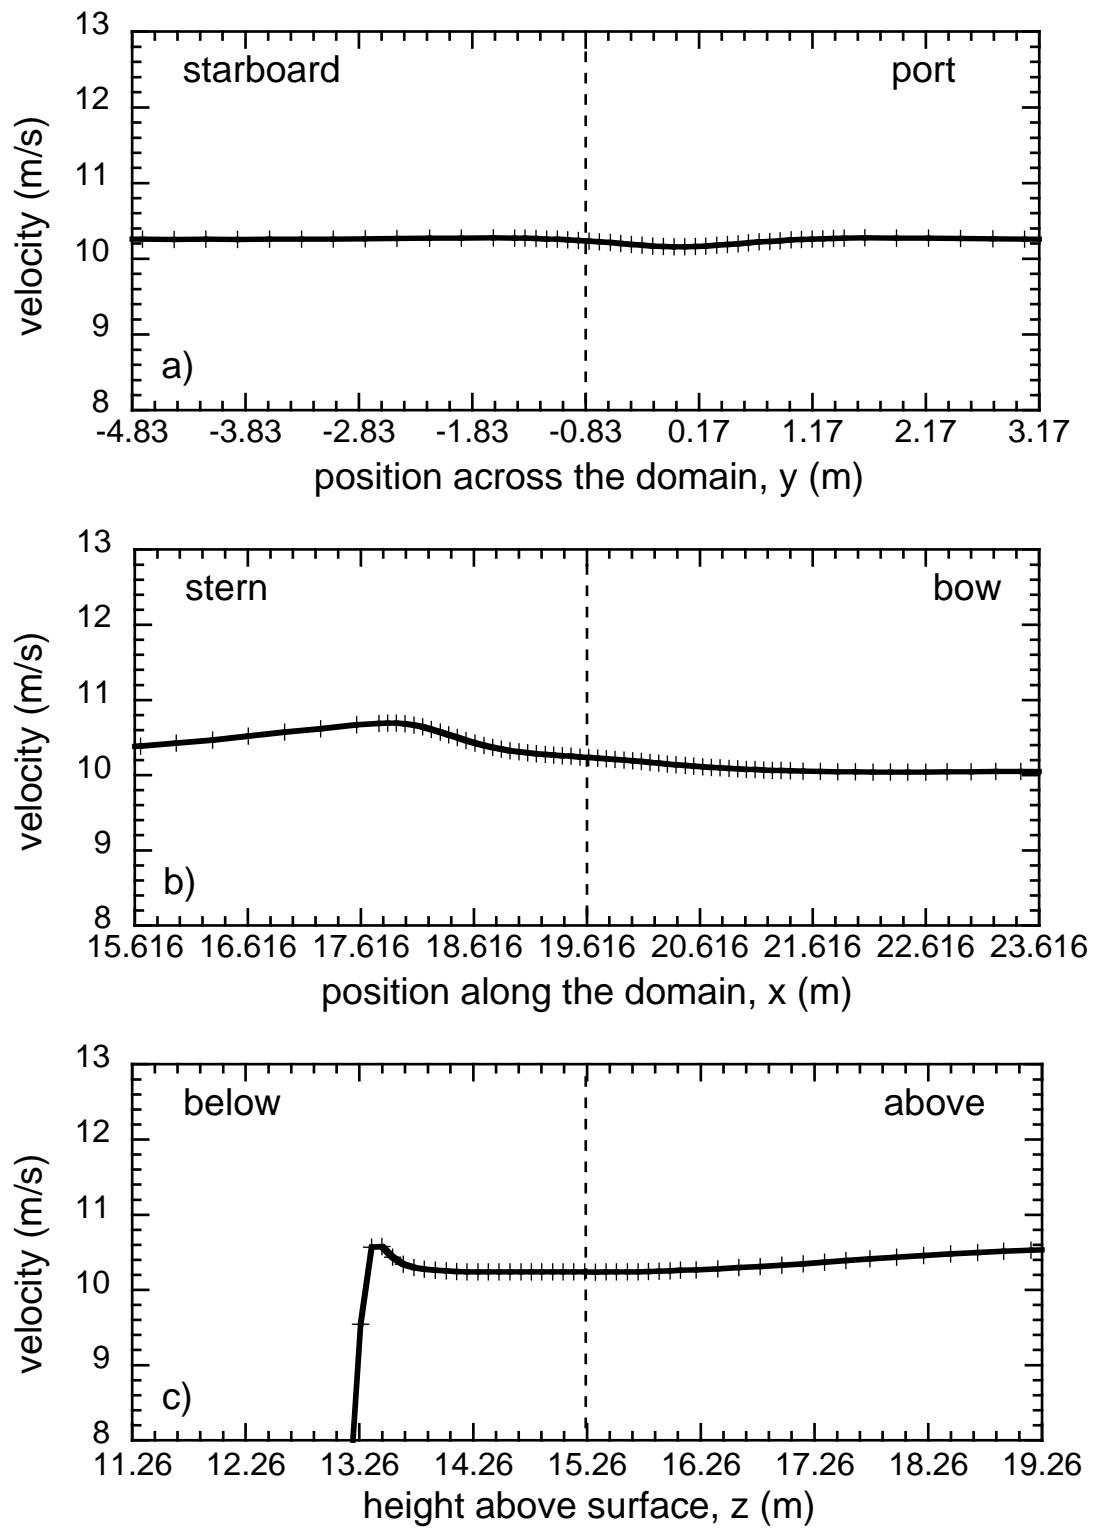 13
starboard
port
12
11
10
9
a)
8
velocity (m/s)
-4.83 -3.83 -2.83 -1.83 -0.83 0.17 1.17 2.17 3.17
position across the domain, y (m)
13
stern
bow
12
11
10
9
b)
8
velocity (m/s)
15.616 16.616 17.616 18.616 19.616 20.616 21.616 22.616 23.616
position along the domain, x (m)
13
below
above
12
11
10
9
c)
8
velocity (m/s)
11.26 12.26 13.26 14.26 15.26 16.26 17.26 18.26 19.26
height above surface, z (m)